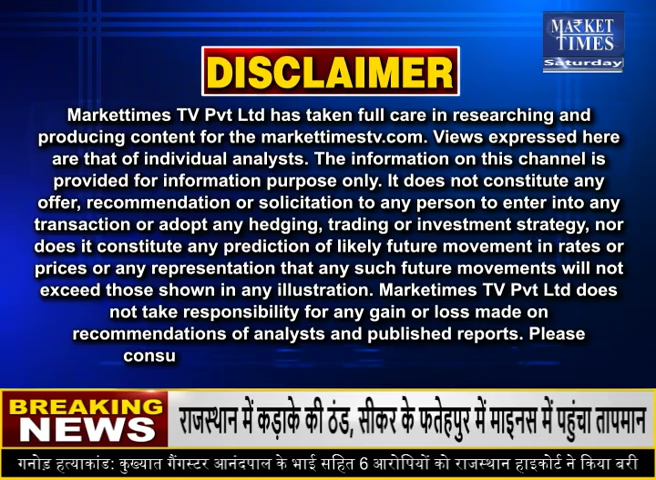 MARKET
TIMES
Saturday
DISCLAIMER
Markettimes TV Pvt Ltd has taken full care in researching and
producing content for the markettimestv.com. Views expressed here
are that of individual analysts. The information on this channel is
provided for information purpose only. It does not constitute any
offer, recommendation or solicitation to any person to enter into any
transaction or adopt any hedging, trading or investment strategy, nor
does it constitute any prediction of likely future movement in rates or
prices or any representation that any such future movements will not
exceed those shown in any illustration. Marketimes TV Pvt Ltd does
not take responsibility for any gain or loss made on
recommendations of analysts and published reports. Please
consu
BREAKING
NEWS
राजस्थान में कड़ाके की ठंड, सीकर के फतेहपुर में माइनस में पहुंचा तापमान
गनोड़ हत्याकांड: कुख्यात गैंगस्टर आनंदपाल के भाई सहित 6 आरोपियों को राजस्थान हाइकोर्ट ने किया बरी